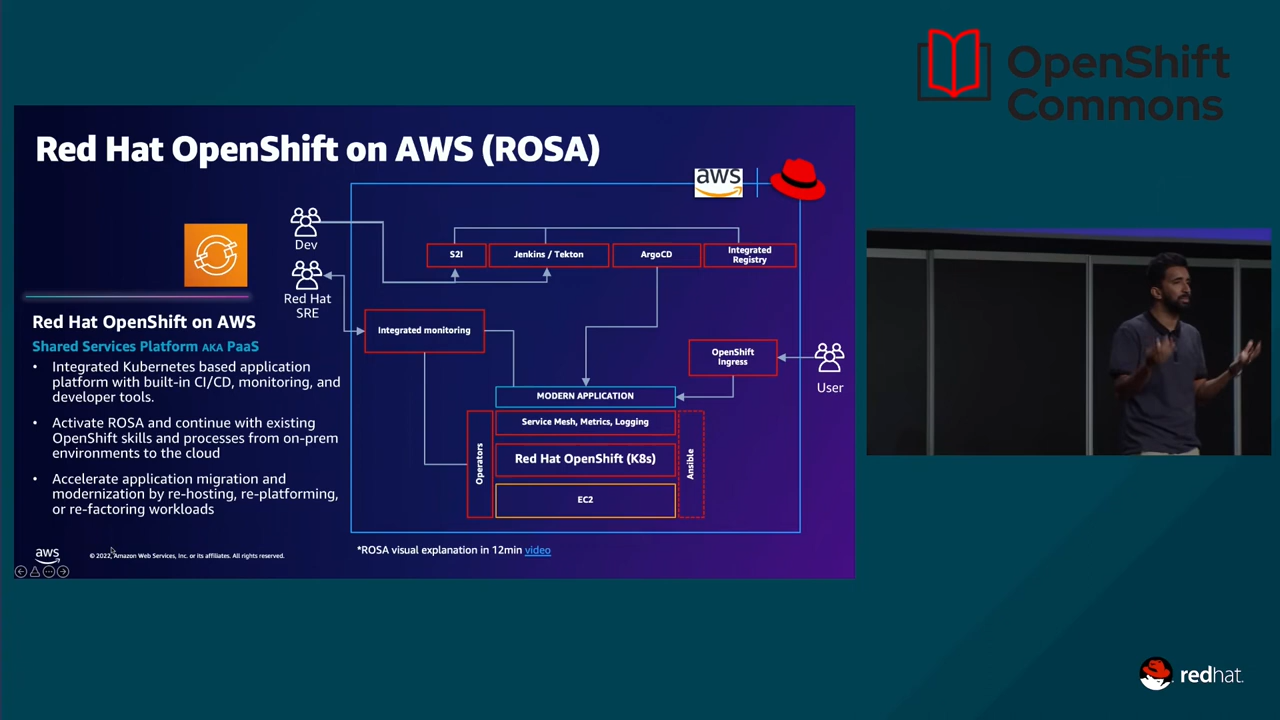 OpenShift
Commons
Red Hat OpenShift on AWS (ROSA)
aws
Dev
Red Hat
SRE
S2I
Jenkins / Tekton
ArgoCD
Integrated
Registry
Integrated monitoring
OpenShift
Ingress
User
MODERN APPLICATION
Service Mesh, Metrics, Logging
Operators
Red Hat OpenShift (K8s)
Ansible
EC2
Red Hat OpenShift on AWS
Shared Services Platform AKA PaaS
• Integrated Kubernetes based application
platform with built-in CI/CD, monitoring, and
developer tools.
• Activate ROSA and continue with existing
OpenShift skills and processes from on-prem
environments to the cloud
• Accelerate application migration and
modernization by re-hosting, re-platforming,
or re-factoring workloads
aws
© 2022, Amazon Web Services, Inc. or its affiliates. All rights reserved.
*ROSA visual explanation in 12min video
redhat.